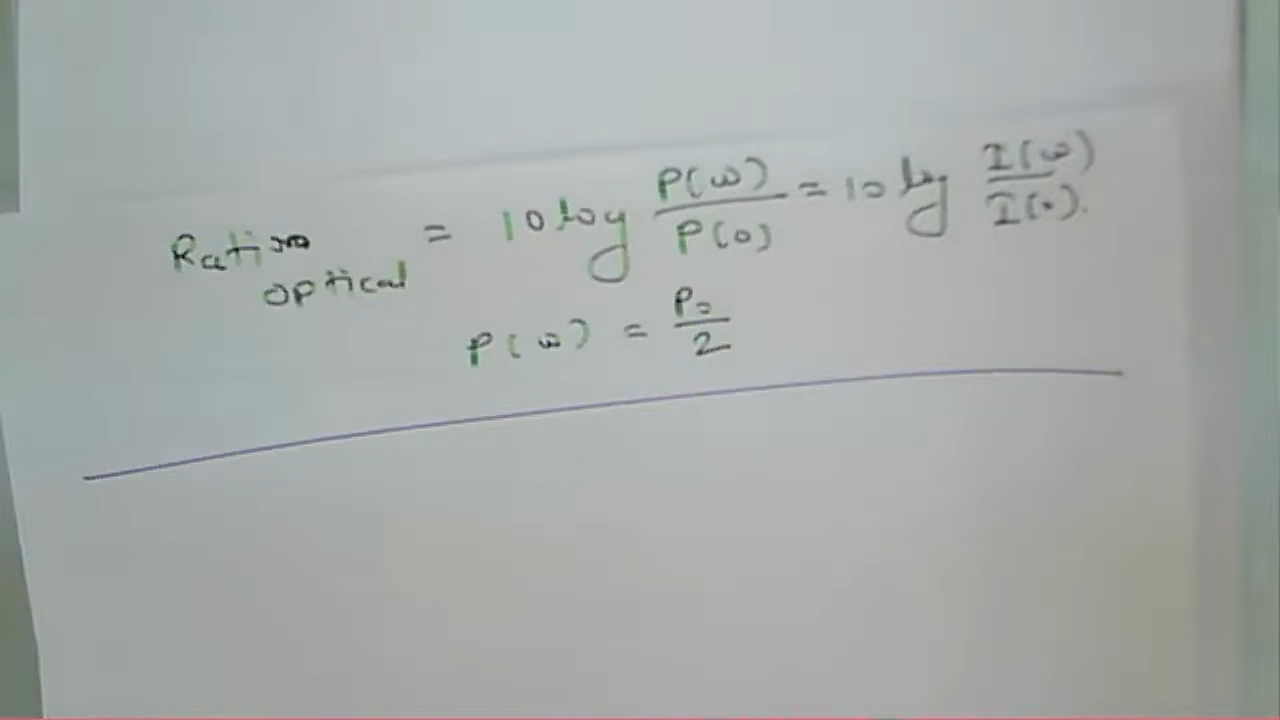 Ratio optical = 10 log P(ω)/P(0) = 10 log I(ω)/I(0).
P(ω) = P0/2